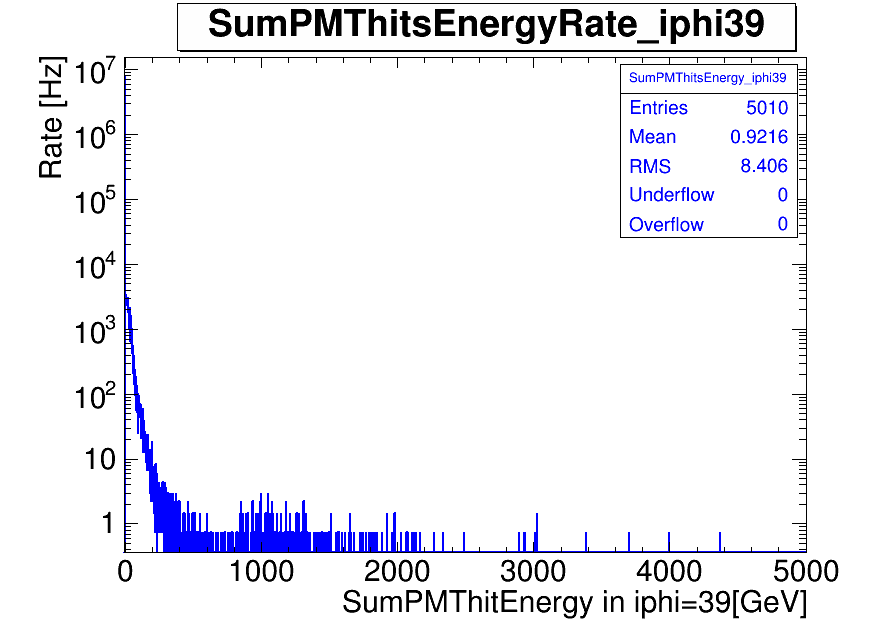 SumPMThitsEnergyRate_iphi39
Rate [Hz]
SumPMThitsEnergy_iphi39
Entries 5010
Mean 0.9216
RMS 8.406
Underflow 0
Overflow 0
10⁷
10⁶
10⁵
10⁴
10³
10²
10
1
0 1000 2000 3000 4000 5000
SumPMThitEnergy in iphi=39[GeV]